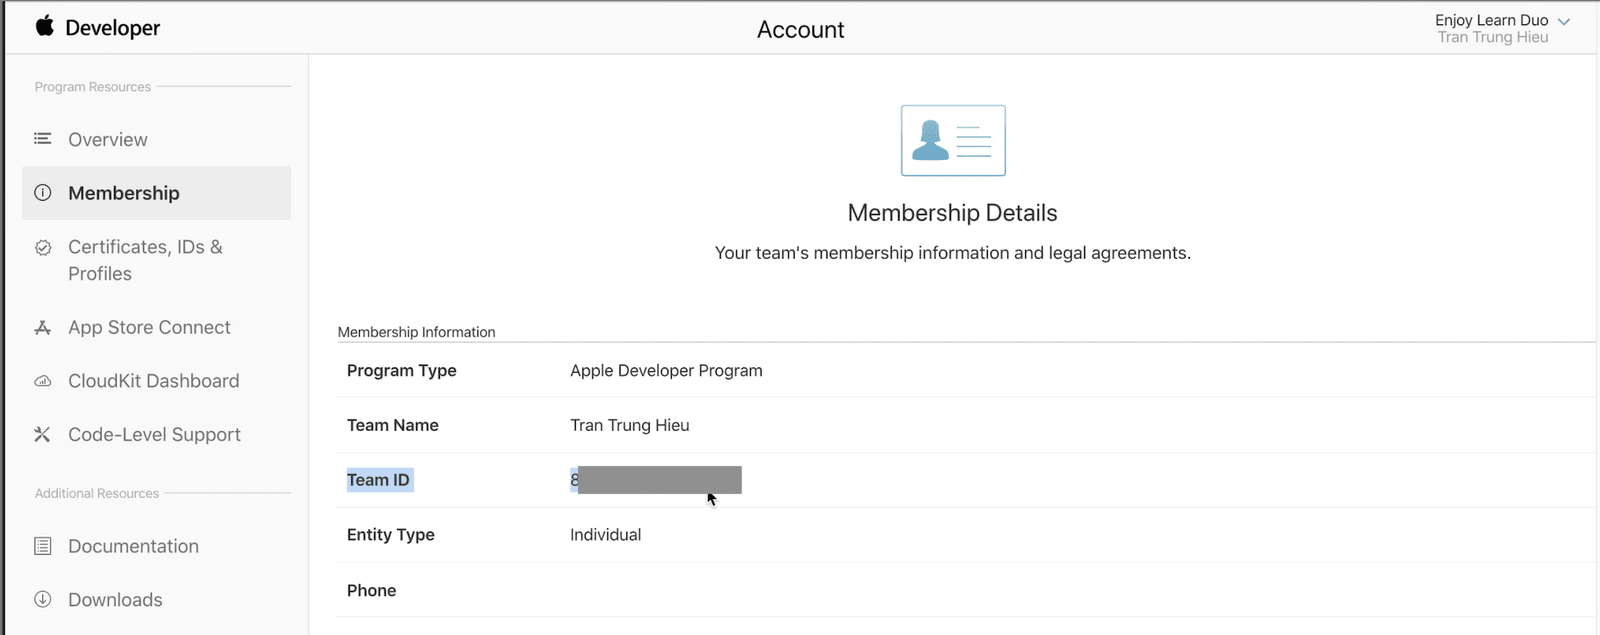 Developer
Account
Enjoy Learn Duo
Tran Trung Hieu
Program Resources
Overview
Membership
Certificates, IDs &
Profiles
App Store Connect
CloudKit Dashboard
Code-Level Support
Additional Resources
Documentation
Downloads
Membership Details
Your team's membership information and legal agreements.
Membership Information
Program Type Apple Developer Program
Team Name Tran Trung Hieu
Team ID 8
Entity Type Individual
Phone